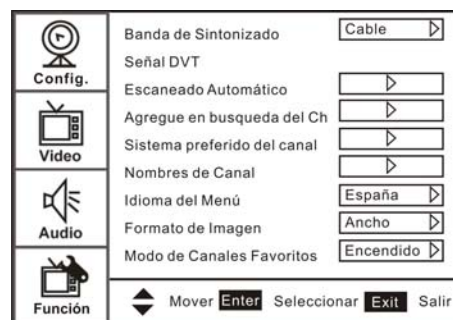 Config.
Video
Audio
Función
Banda de Sintonizado Cable
Señal DVT
Escaneado Automático
Agregue en busqueda del Ch
Sistema preferido del canal
Nombres de Canal
Idioma del Menú España
Formato de Imagen Ancho
Modo de Canales Favoritos Encendido
Mover Enter Seleccionar Exit Salir